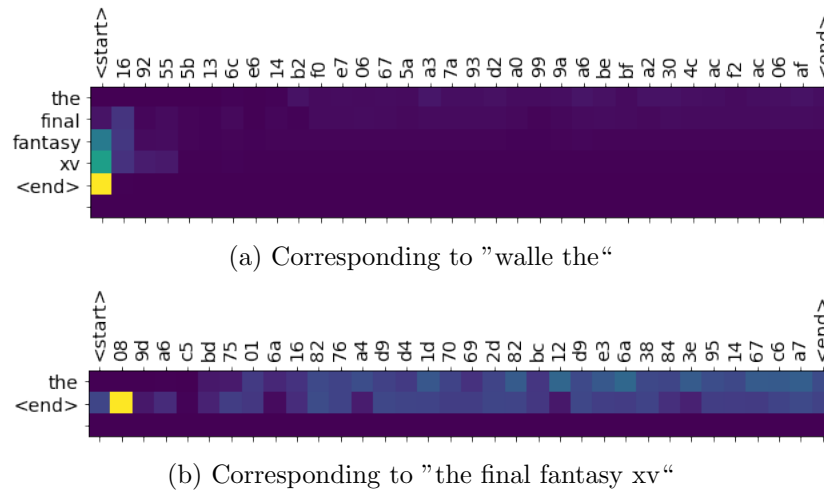 <start> 16 92 55 5b 13 6c e6 14 b2 f0 e7 06 67 5a a3 7a 93 d2 a0 99 9a a6 be bf a2 30 4c ac f2 ac 06 af <end>
the
final
fantasy
xv
<end>
(a) Corresponding to ”walle the“
<start> 08 9d a6 c5 bd 75 01 6a 16 82 76 a4 d9 d4 1d 70 69 2d 82 bc 12 d9 e3 6a 38 84 3e 95 14 67 c6 a7 <end>
the
<end>
(b) Corresponding to ”the final fantasy xv“